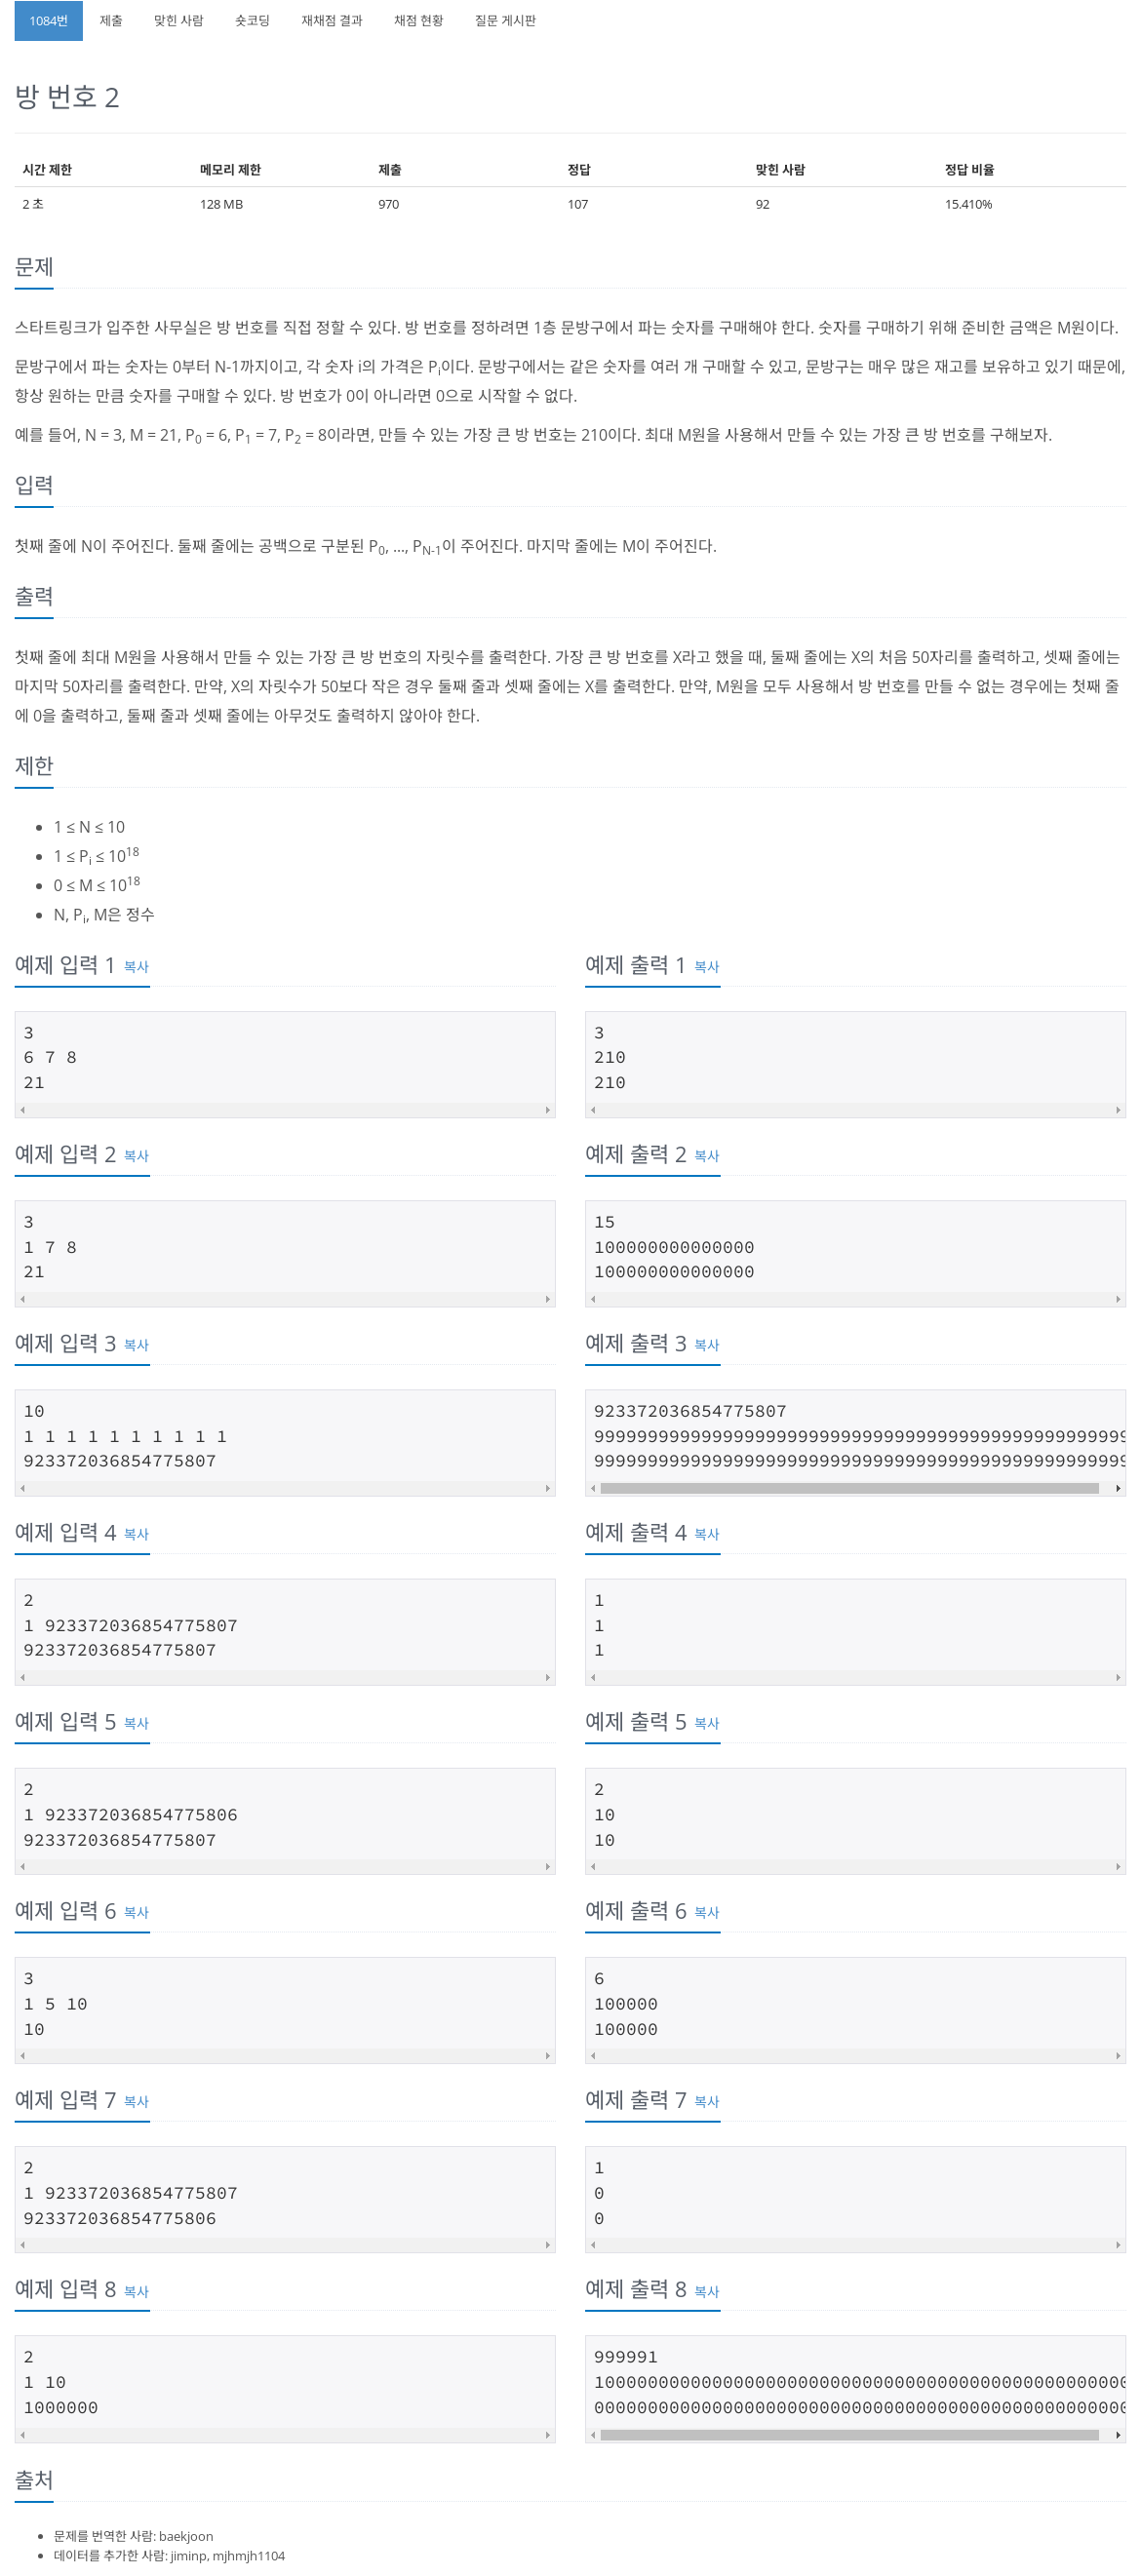 1084번 제출 맞힌 사람 숏코딩 재채점 결과 채점 현황 질문 게시판
방 번호 2
시간 제한 메모리 제한 제출 정답 맞힌 사람 정답 비율
2 초 128 MB 970 107 92 15.410%
문제
스타트링크가 입주한 사무실은 방 번호를 직접 정할 수 있다. 방 번호를 정하려면 1층 문방구에서 파는 숫자를 구매해야 한다. 숫자를 구매하기 위해 준비한 금액은 M원이다.
문방구에서 파는 숫자는 0부터 N-1까지이고, 각 숫자 i의 가격은 Pi이다. 문방구에서는 같은 숫자를 여러 개 구매할 수 있고, 문방구는 매우 많은 재고를 보유하고 있기 때문에,
항상 원하는 만큼 숫자를 구매할 수 있다. 방 번호가 0이 아니라면 0으로 시작할 수 없다.
예를 들어, N = 3, M = 21, P0 = 6, P1 = 7, P2 = 8이라면, 만들 수 있는 가장 큰 방 번호는 210이다. 최대 M원을 사용해서 만들 수 있는 가장 큰 방 번호를 구해보자.
입력
첫째 줄에 N이 주어진다. 둘째 줄에는 공백으로 구분된 P0, ..., PN-1이 주어진다. 마지막 줄에는 M이 주어진다.
출력
첫째 줄에 최대 M원을 사용해서 만들 수 있는 가장 큰 방 번호의 자릿수를 출력한다. 가장 큰 방 번호를 X라고 했을 때, 둘째 줄에는 X의 처음 50자리를 출력하고, 셋째 줄에는
마지막 50자리를 출력한다. 만약, X의 자릿수가 50보다 작은 경우 둘째 줄과 셋째 줄에는 X를 출력한다. 만약, M원을 모두 사용해서 방 번호를 만들 수 없는 경우에는 첫째 줄
에 0을 출력하고, 둘째 줄과 셋째 줄에는 아무것도 출력하지 않아야 한다.
제한
• 1 ≤ N ≤ 10
• 1 ≤ Pi ≤ 10^18
• 0 ≤ M ≤ 10^18
• N, Pi, M은 정수
예제 입력 1 복사 예제 출력 1 복사
3 3
6 7 8 210
21 210
예제 입력 2 복사 예제 출력 2 복사
3 15
1 7 8 100000000000000
21 100000000000000
예제 입력 3 복사 예제 출력 3 복사
10 923372036854775807
1 1 1 1 1 1 1 1 1 1 99999999999999999999999999999999999999999999999999
923372036854775807 99999999999999999999999999999999999999999999999999
예제 입력 4 복사 예제 출력 4 복사
2 1
1 923372036854775807 1
923372036854775807 1
예제 입력 5 복사 예제 출력 5 복사
2 2
1 923372036854775806 10
923372036854775807 10
예제 입력 6 복사 예제 출력 6 복사
3 6
1 5 10 100000
10 100000
예제 입력 7 복사 예제 출력 7 복사
2 1
1 923372036854775807 0
923372036854775806 0
예제 입력 8 복사 예제 출력 8 복사
2 999991
1 10 10000000000000000000000000000000000000000000000000
1000000 00000000000000000000000000000000000000000000000000
출처
• 문제를 번역한 사람: baekjoon
• 데이터를 추가한 사람: jiminp, mjhmjh1104